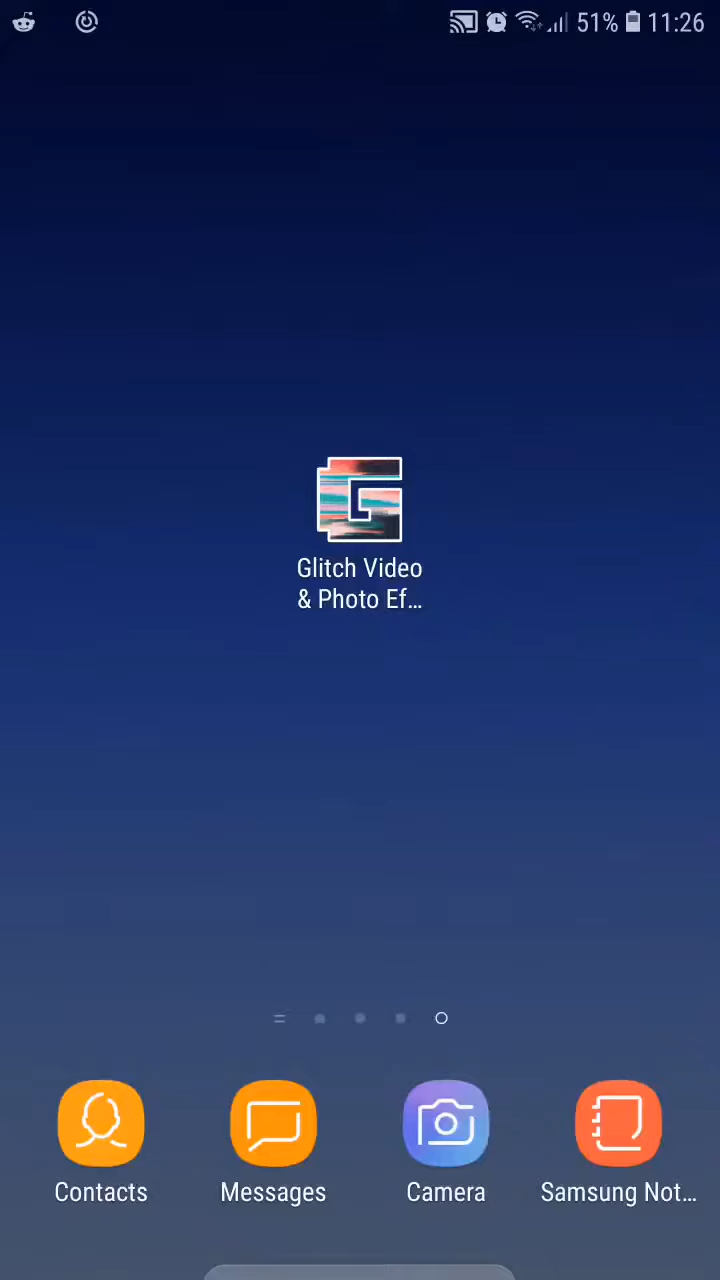 51% 11:26
Glitch Video
& Photo Ef...
Contacts
Messages
Camera
Samsung Not...